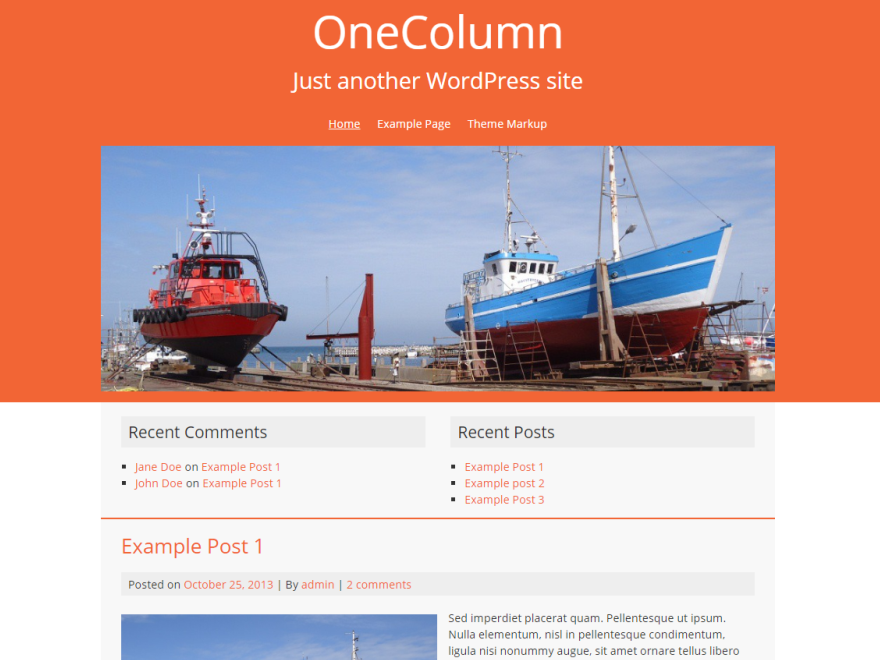 OneColumn
Just another WordPress site
Home Example Page Theme Markup
Recent Comments
Jane Doe on Example Post 1
John Doe on Example Post 1
Recent Posts
Example Post 1
Example post 2
Example Post 3
Example Post 1
Posted on October 25, 2013 | By admin | 2 comments
Sed imperdiet placerat quam. Pellentesque ut ipsum.
Nulla elementum, nisl in pellentesque condimentum,
ligula nisi nonummy augue, sit amet ornare tellus libero